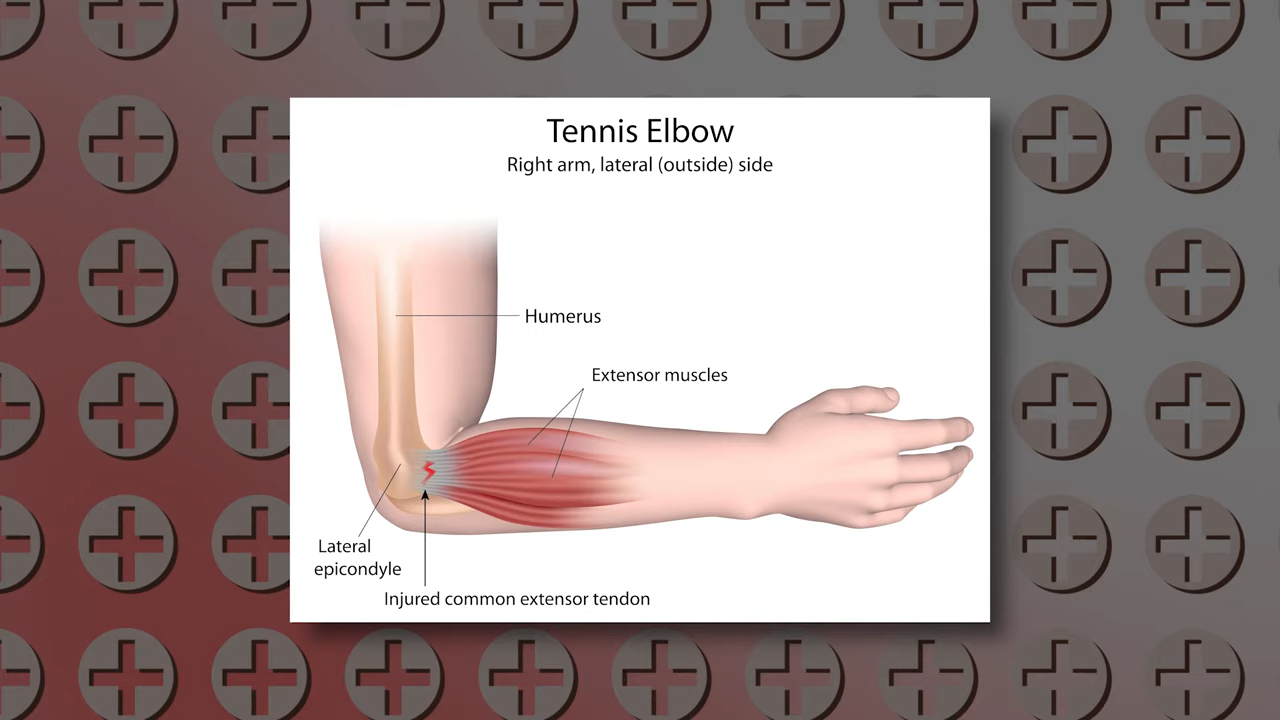 Tennis Elbow
Right arm, lateral (outside) side
Humerus
Extensor muscles
Lateral
epicondyle
Injured common extensor tendon